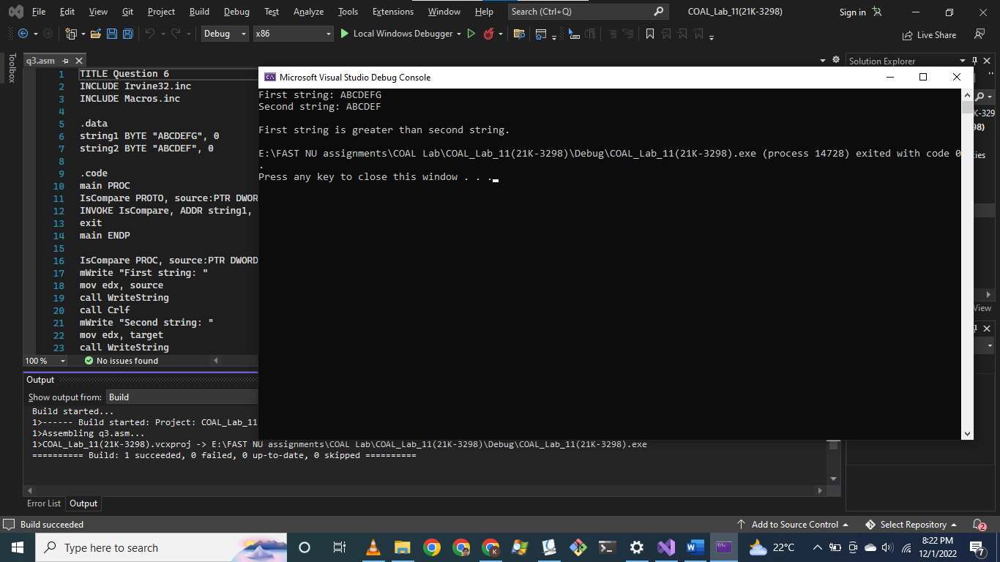 File Edit View Git Project Build Debug Test Analyze Tools Extensions Window Help Search (Ctrl+Q) COAL_Lab_11(21K-3298) Sign in
Debug x86 Local Windows Debugger Live Share
Toolbox
q3.asm
Solution Explorer
1 TITLE Question 6
2 INCLUDE Irvine32.inc
3 INCLUDE Macros.inc
4
5 .data
6 string1 BYTE "ABCDEFG", 0
7 string2 BYTE "ABCDEF", 0
8
9 .code
10 main PROC
11 IsCompare PROTO, source:PTR DWOR
12 INVOKE IsCompare, ADDR string1,
13 exit
14 main ENDP
15
16 IsCompare PROC, source:PTR DWORD
17 mWrite "First string: "
18 mov edx, source
19 call WriteString
20 call Crlf
21 mWrite "Second string: "
22 mov edx, target
23 call WriteString
100 % No issues found
Microsoft Visual Studio Debug Console
First string: ABCDEFG
Second string: ABCDEF
First string is greater than second string.
E:\FAST NU assignments\COAL Lab\COAL_Lab_11(21K-3298)\Debug\COAL_Lab_11(21K-3298).exe (process 14728) exited with code 0
.
Press any key to close this window . . .
K-329
98)
cies
View
Output
Show output from: Build
Build started...
1>------ Build started: Project: COAL_Lab_11
1>Assembling q3.asm...
1>COAL_Lab_11(21K-3298).vcxproj -> E:\FAST NU assignments\COAL Lab\COAL_Lab_11(21K-3298)\Debug\COAL_Lab_11(21K-3298).exe
========== Build: 1 succeeded, 0 failed, 0 up-to-date, 0 skipped ==========
Error List Output
Build succeeded Add to Source Control Select Repository 2
Type here to search 22°C 8:22 PM
12/1/2022 7